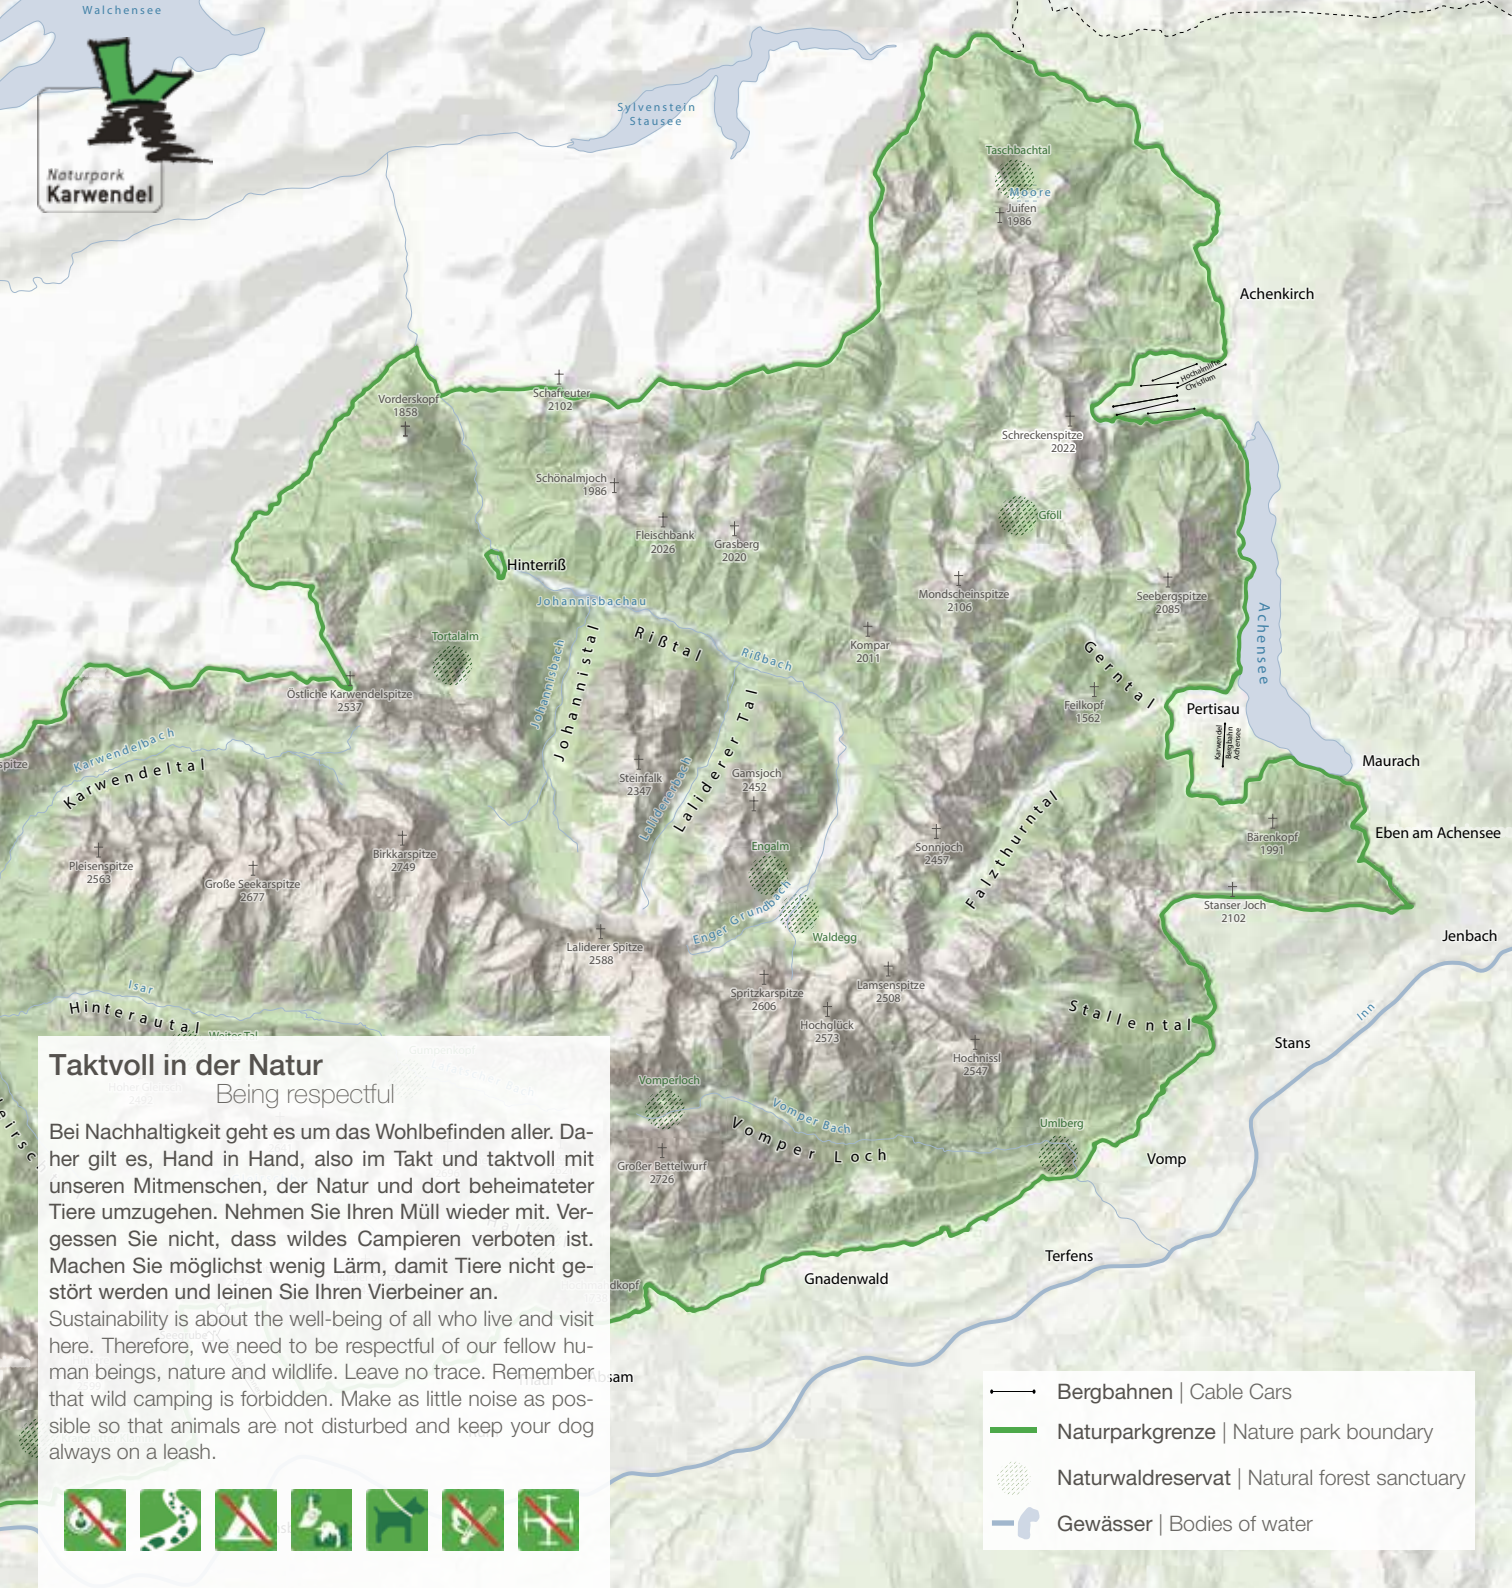 Walchensee
Naturpark
Karwendel
Sylvenstein
Stausee
Taschbachtal
Moore
Juifen
1986
Achenkirch
Hochalmlifte
Christlum
Vorderskopf
1858
Schafreuter
2102
Schreckenspitze
2022
Schönalmjoch
1986
Fleischbank
2026
Grasberg
2020
Gföll
Hinterriß
Johannisbachau
Mondscheinspitze
2106
Seebergspitze
2085
Achensee
Tortalalm
Rißtal
Rißbach
Kompar
2011
Gerntal
Johannisbach
Johannistal
Östliche Karwendelspitze
2537
Feilkopf
1562
Pertisau
Karwendel
Bergbahn
Achensee
spitze
Karwendelbach
Karwendeltal
Steinfalk
2347
Laliderer Tal
Laliderenbach
Gamsjoch
2452
Maurach
Falzthurntal
Eben am Achensee
Bärenkopf
1991
Pleisenspitze
2563
Große Seekarspitze
2677
Birkkarspitze
2749
Engalm
Sonnjoch
2457
Enger Grundbach
Waldegg
Stanser Joch
2102
Jenbach
Laliderer Spitze
2588
Isar
Hinterautal
Spritzkarspitze
2606
Lamsenspitze
2508
Hochglück
2573
Stallental
Inn
Stans
Hochnissl
2547
Vomperloch
Vomper Bach
Vomper Loch
Umlberg
Großer Bettelwurf
2726
Vomp
Terfens
Gnadenwald
dkopf
Absam
Taktvoll in der Natur
Being respectful
Bei Nachhaltigkeit geht es um das Wohlbefinden aller. Da-
her gilt es, Hand in Hand, also im Takt und taktvoll mit
unseren Mitmenschen, der Natur und dort beheimateter
Tiere umzugehen. Nehmen Sie Ihren Müll wieder mit. Ver-
gessen Sie nicht, dass wildes Campieren verboten ist.
Machen Sie möglichst wenig Lärm, damit Tiere nicht ge-
stört werden und leinen Sie Ihren Vierbeiner an.
Sustainability is about the well-being of all who live and visit
here. Therefore, we need to be respectful of our fellow hu-
man beings, nature and wildlife. Leave no trace. Remember
that wild camping is forbidden. Make as little noise as pos-
sible so that animals are not disturbed and keep your dog
always on a leash.
Bergbahnen | Cable Cars
Naturparkgrenze | Nature park boundary
Naturwaldreservat | Natural forest sanctuary
Gewässer | Bodies of water